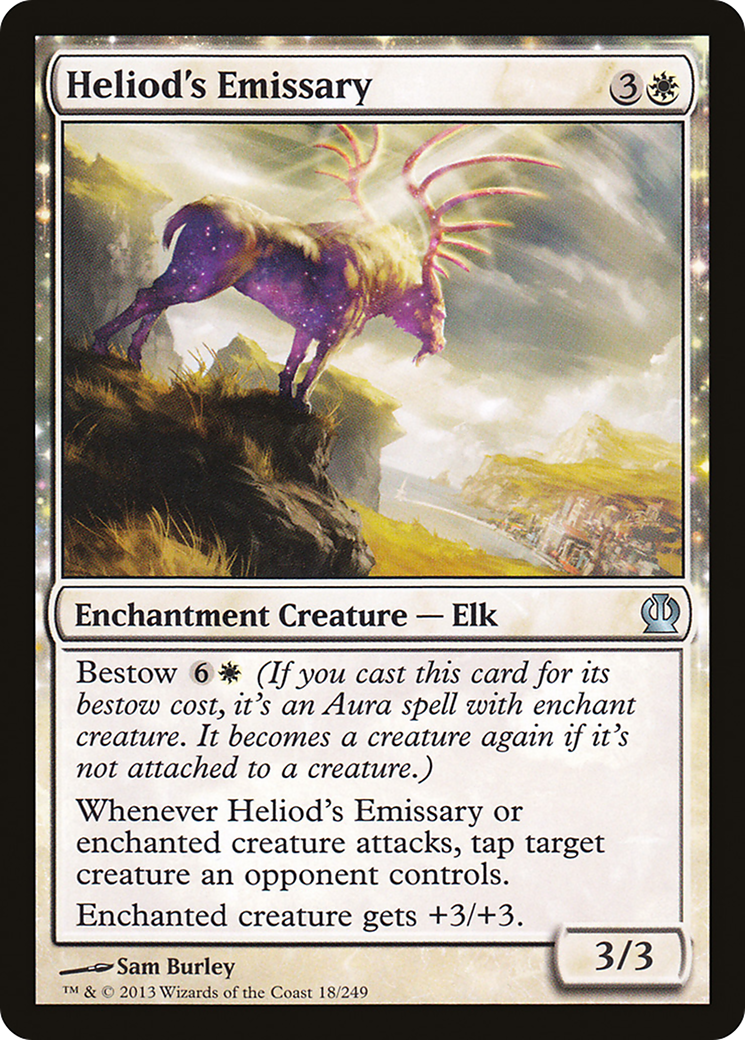 Heliod's Emissary 3
Enchantment Creature — Elk
Bestow 6 (If you cast this card for its
bestow cost, it's an Aura spell with enchant
creature. It becomes a creature again if it's
not attached to a creature.)
Whenever Heliod's Emissary or
enchanted creature attacks, tap target
creature an opponent controls.
Enchanted creature gets +3/+3.
3/3
Sam Burley
™ & © 2013 Wizards of the Coast 18/249